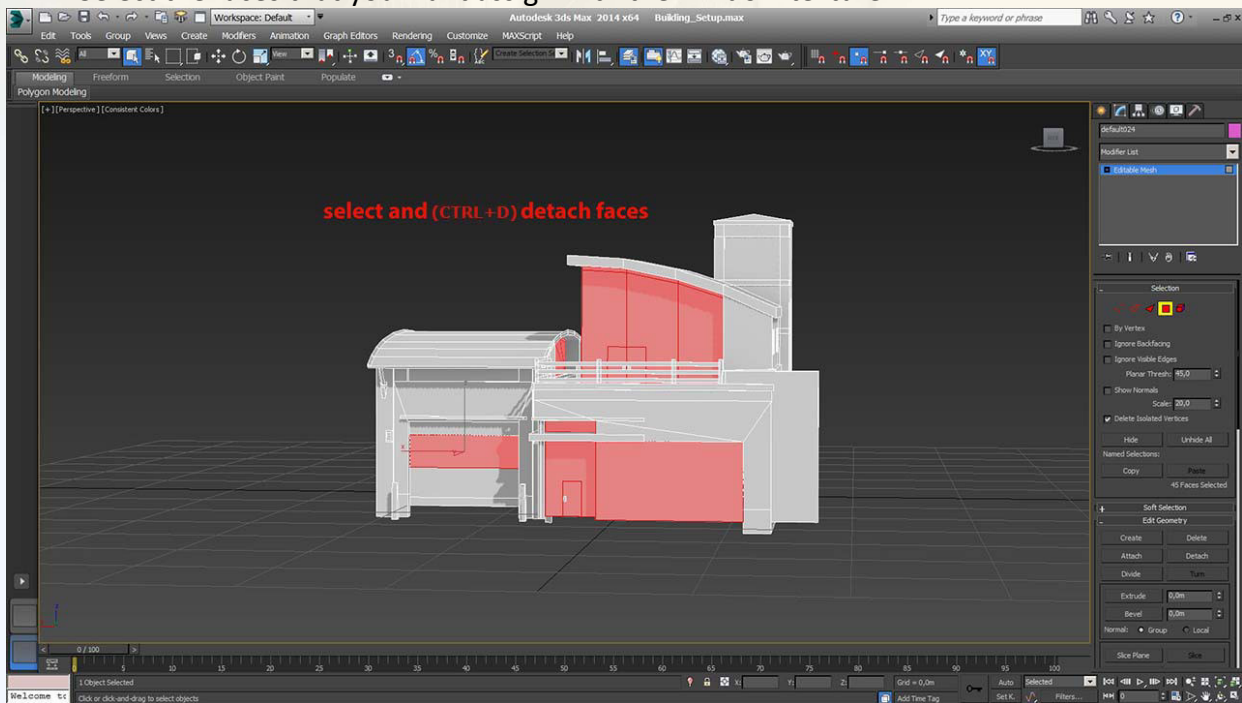 Autodesk 3ds Max 2014 x64 Building_Setup.max
Workspace: Default
Type a keyword or phrase
Edit Tools Group Views Create Modifiers Animation Graph Editors Rendering Customize MAXScript Help
All View Create Selection Se
Modeling Freeform Selection Object Paint Populate
Polygon Modeling
[+][Perspective][Consistent Colors]
select and (CTRL+D) detach faces
default024
Modifier List
Editable Mesh
Selection
By Vertex
Ignore Backfacing
Ignore Visible Edges
Planar Thresh: 45,0
Show Normals
Scale: 20,0
Delete Isolated Vertices
Hide Unhide All
Named Selections:
Copy Paste
45 Faces Selected
Soft Selection
Edit Geometry
Create Delete
Attach Detach
Divide Turn
Extrude 0,0m
Bevel 0,0m
Normal: Group Local
Slice Plane Slice
0 / 100
0 5 10 15 20 25 30 35 40 45 50 55 60 65 70 75 80 85 90 95 100
1 Object Selected X: Y: Z: Grid = 0,0m Auto Selected
Welcome to Click or click-and-drag to select objects Add Time Tag Set K. Filters... 0